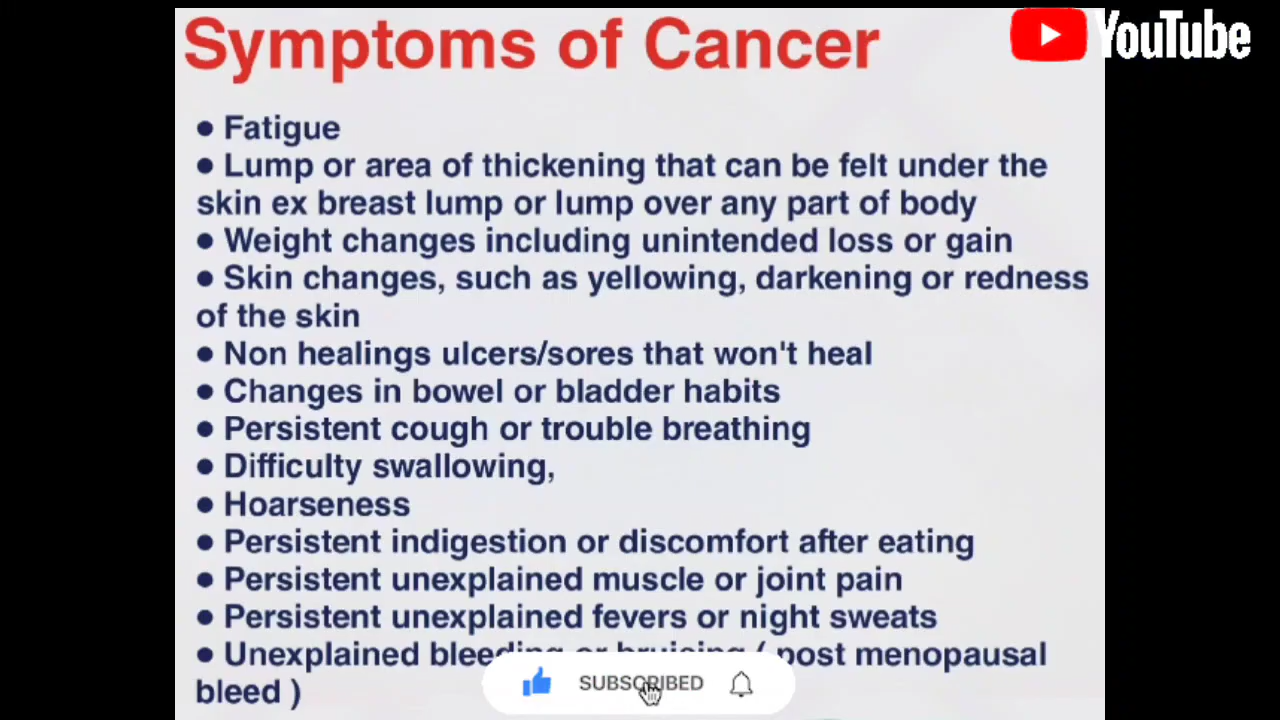 Symptoms of Cancer
YouTube
● Fatigue
● Lump or area of thickening that can be felt under the
skin ex breast lump or lump over any part of body
● Weight changes including unintended loss or gain
● Skin changes, such as yellowing, darkening or redness
of the skin
● Non healings ulcers/sores that won't heal
● Changes in bowel or bladder habits
● Persistent cough or trouble breathing
● Difficulty swallowing,
● Hoarseness
● Persistent indigestion or discomfort after eating
● Persistent unexplained muscle or joint pain
● Persistent unexplained fevers or night sweats
● Unexplained bleeding or bruising ( post menopausal
bleed )
SUBSCRIBED